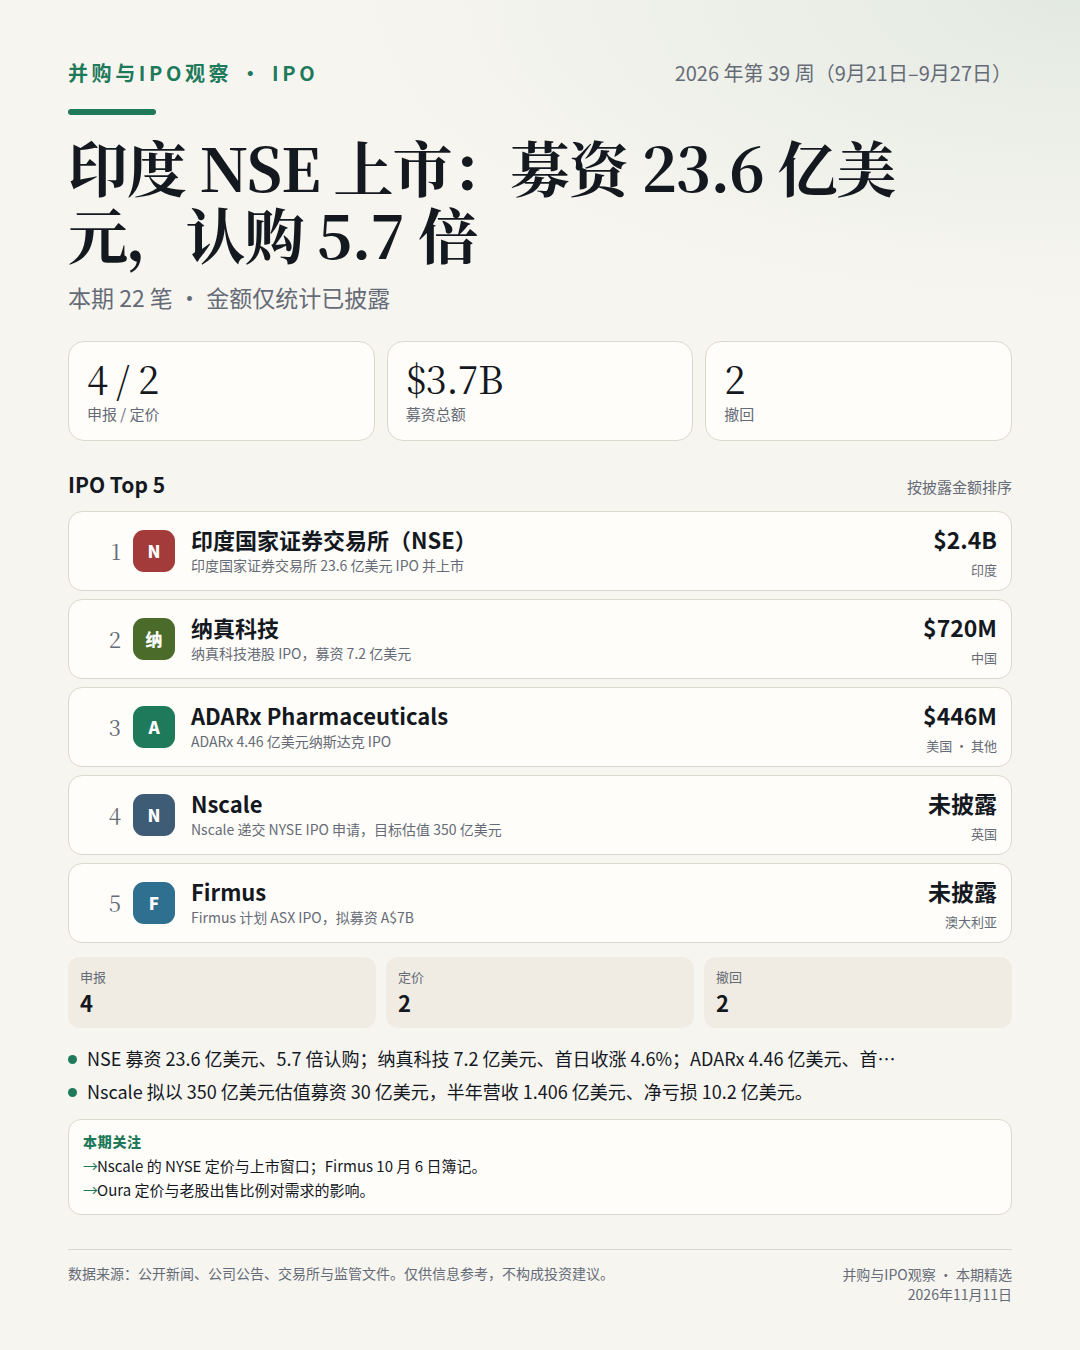 并购与IPO观察 • IPO
2026 年第 39 周（9月21日–9月27日）
印度 NSE 上市：募资 23.6 亿美
元，认购 5.7 倍
本期 22 笔 • 金额仅统计已披露
4 / 2
申报 / 定价
$3.7B
募资总额
2
撤回
IPO Top 5
按披露金额排序
1
N
印度国家证券交易所（NSE）
印度国家证券交易所 23.6 亿美元 IPO 并上市
$2.4B
印度
2
纳
纳真科技
纳真科技港股 IPO，募资 7.2 亿美元
$720M
中国
3
A
ADARx Pharmaceuticals
ADARx 4.46 亿美元纳斯达克 IPO
$446M
美国 • 其他
4
N
Nscale
Nscale 递交 NYSE IPO 申请，目标估值 350 亿美元
未披露
英国
5
F
Firmus
Firmus 计划 ASX IPO，拟募资 A$7B
未披露
澳大利亚
申报
4
定价
2
撤回
2
NSE 募资 23.6 亿美元、5.7 倍认购；纳真科技 7.2 亿美元、首日收涨 4.6%；ADARx 4.46 亿美元、首…
Nscale 拟以 350 亿美元估值募资 30 亿美元，半年营收 1.406 亿美元、净亏损 10.2 亿美元。
本期关注
→Nscale 的 NYSE 定价与上市窗口；Firmus 10 月 6 日簿记。
→Oura 定价与老股出售比例对需求的影响。
数据来源：公开新闻、公司公告、交易所与监管文件。仅供信息参考，不构成投资建议。
并购与IPO观察 • 本期精选
2026年11月11日